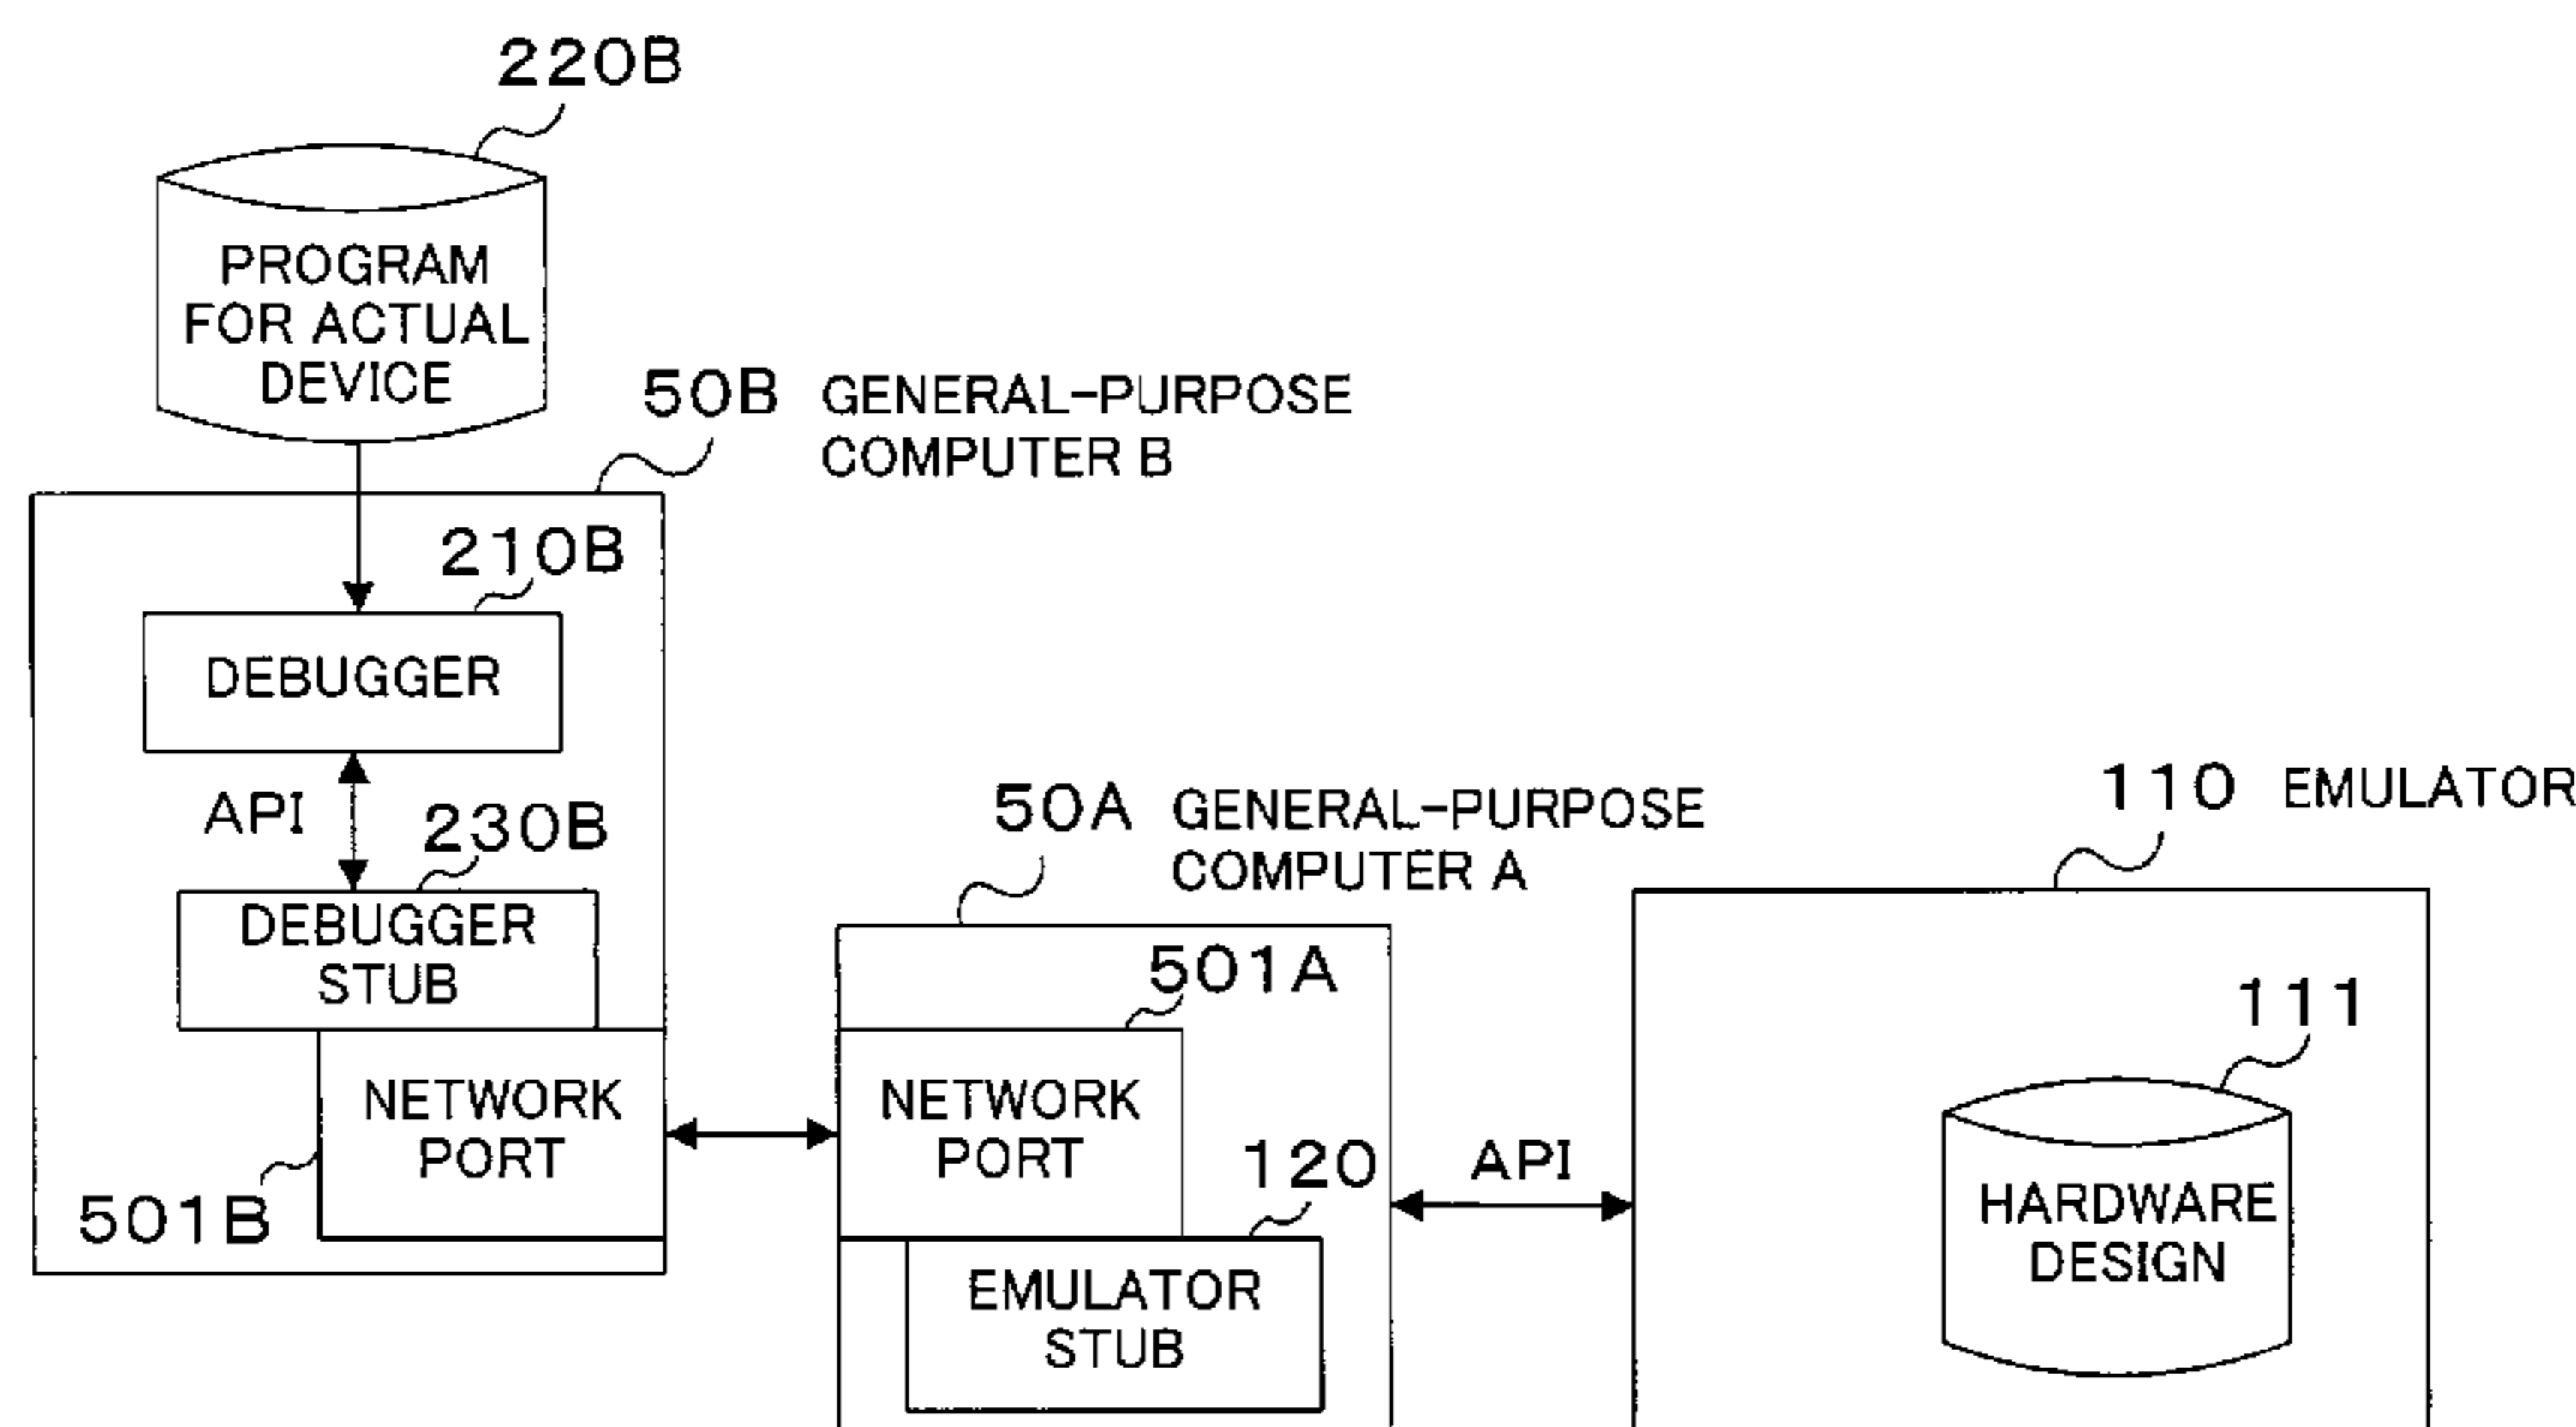 220B
PROGRAM
FOR ACTUAL
DEVICE
50B GENERAL-PURPOSE
COMPUTER B
210B
DEBUGGER
API
230B
DEBUGGER
STUB
NETWORK
PORT
501B
50A GENERAL-PURPOSE
COMPUTER A
501A
NETWORK
PORT
120
EMULATOR
STUB
API
110 EMULATOR
111
HARDWARE
DESIGN